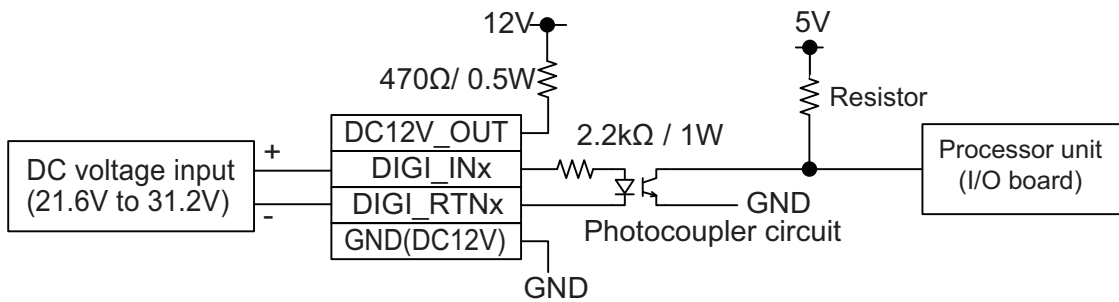 12V
5V
470Ω/ 0.5W
Resistor
DC12V_OUT
2.2kΩ / 1W
DC voltage input
(21.6V to 31.2V)
+
-
DIGI_INx
DIGI_RTNx
GND(DC12V)
GND
Photocoupler circuit
GND
Processor unit
(I/O board)